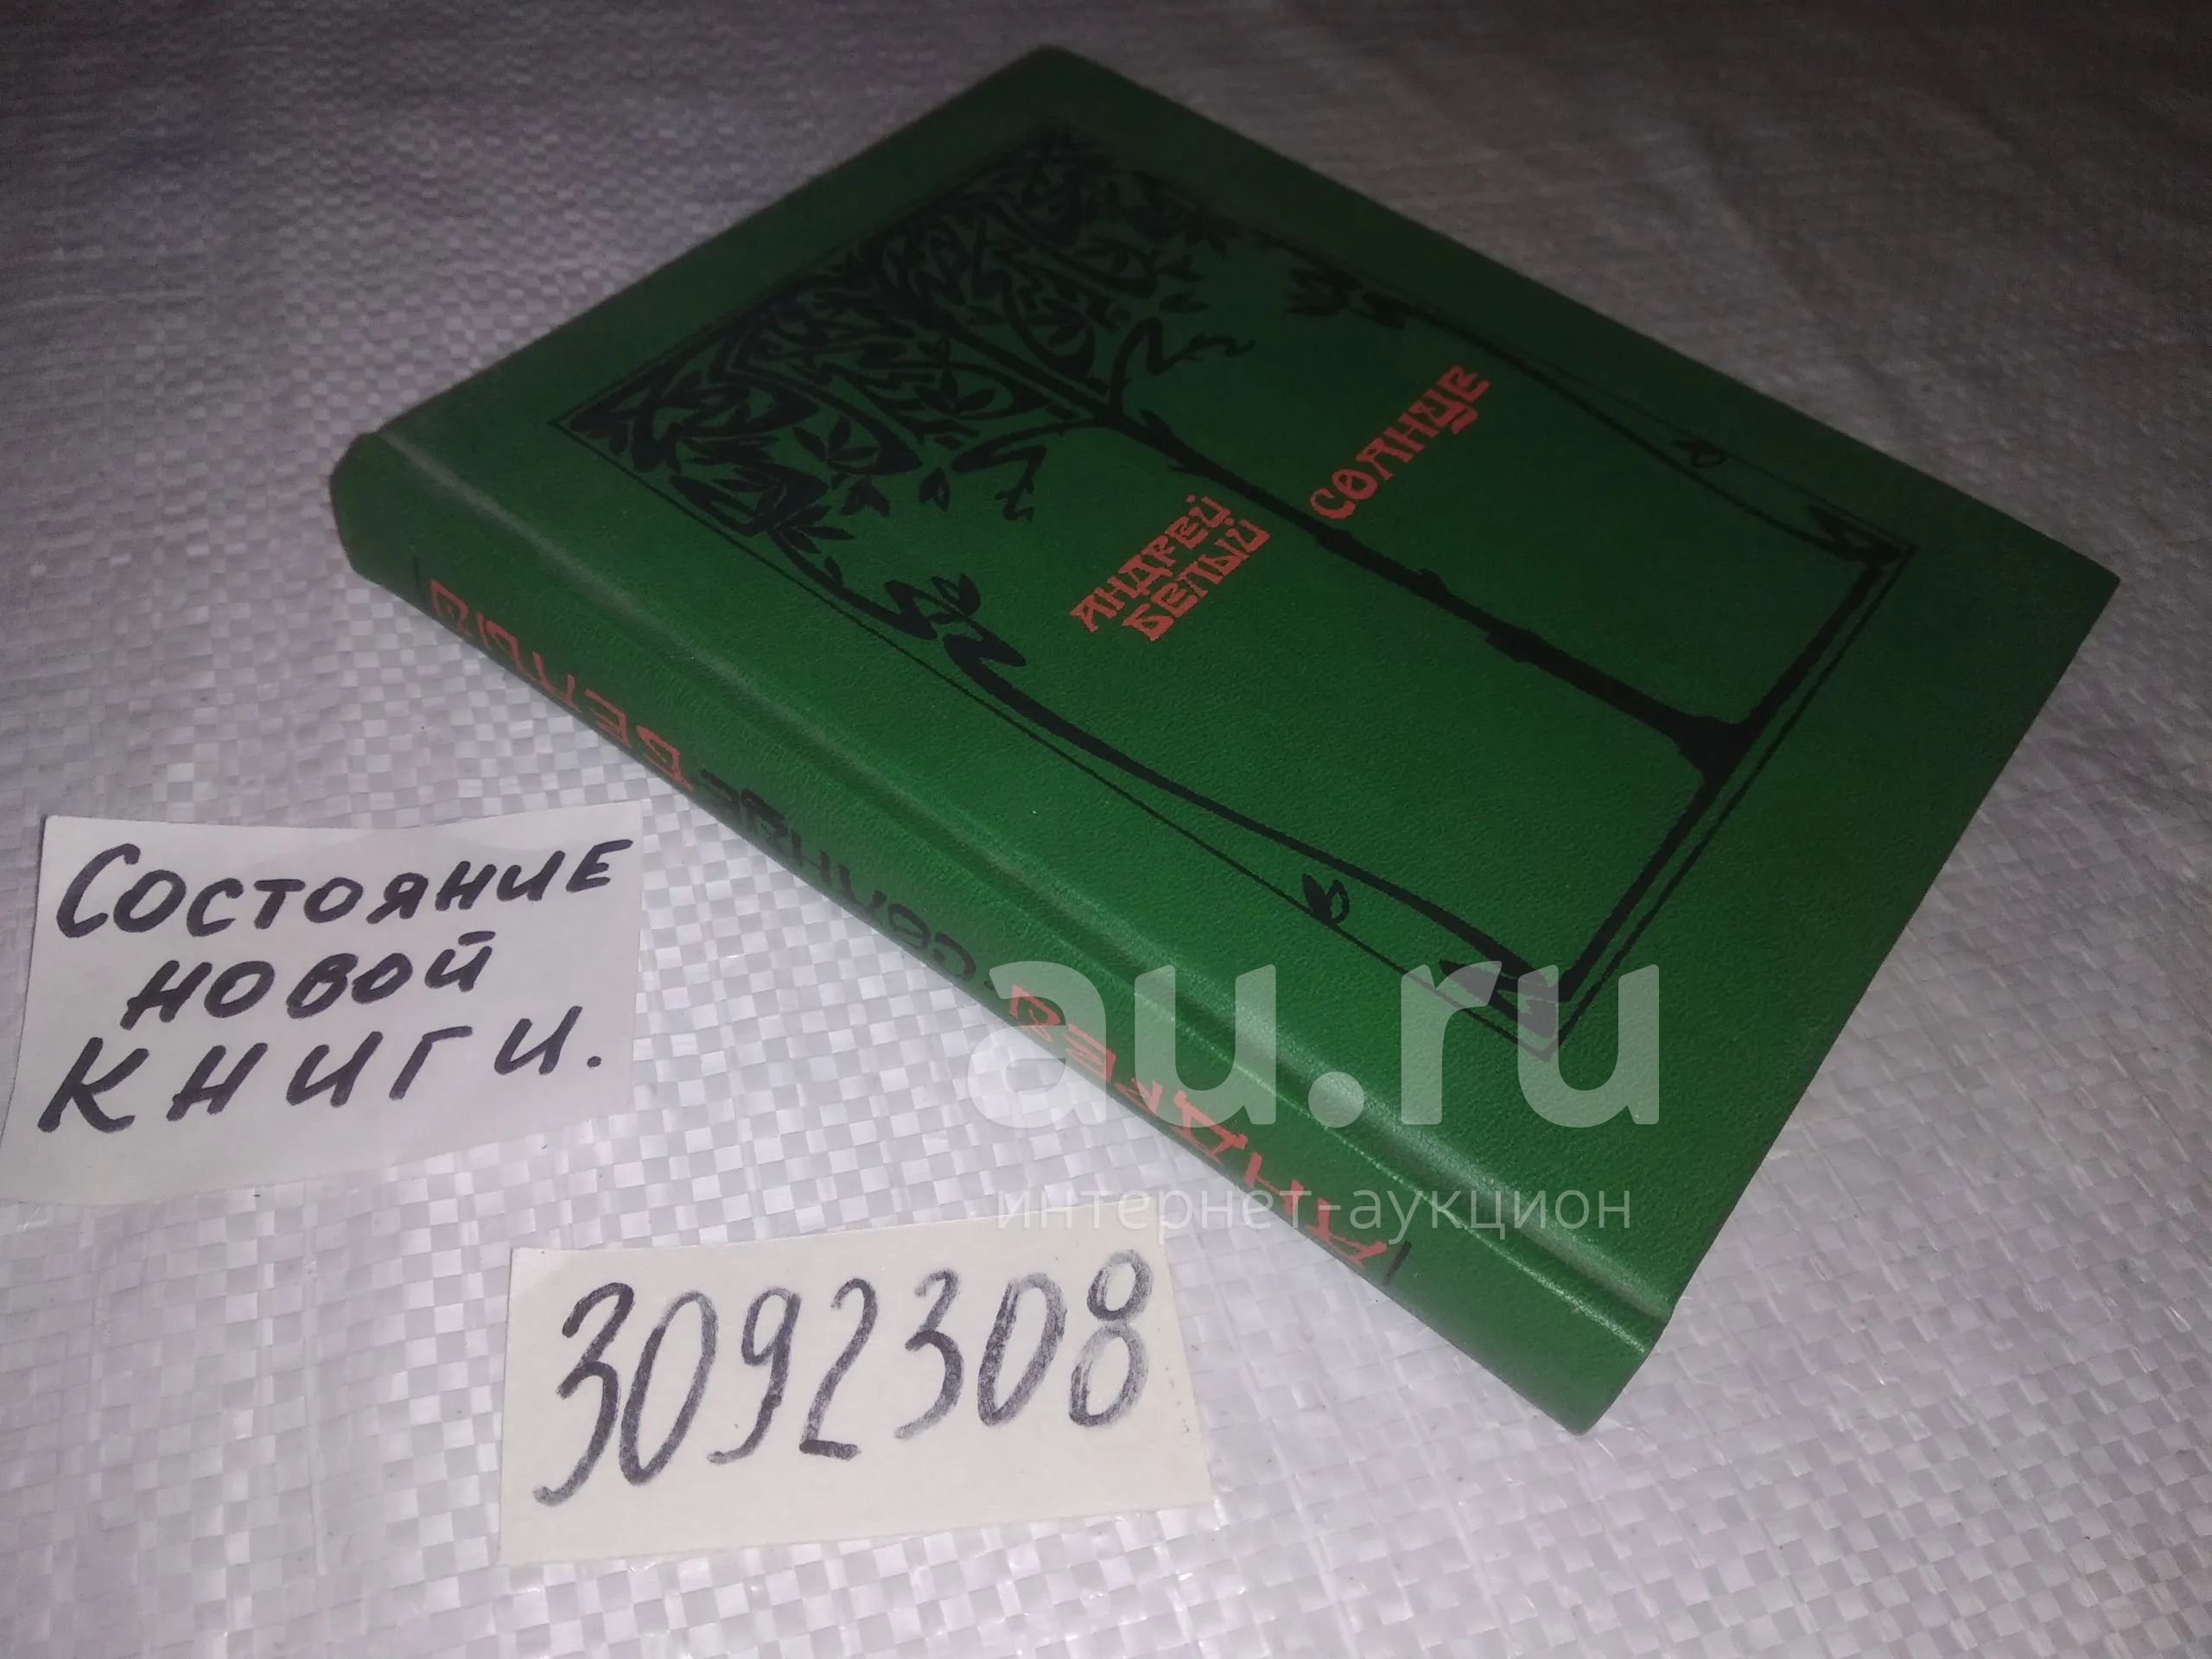 АНДРЕЙ
БЕЛЫЙ
СОЛНЦЕ
АНДРЕЙ СОЛНЦЕ БЕЛЫЙ
Состояние
новой
книги.
3092308
au.ru
интернет-аукцион